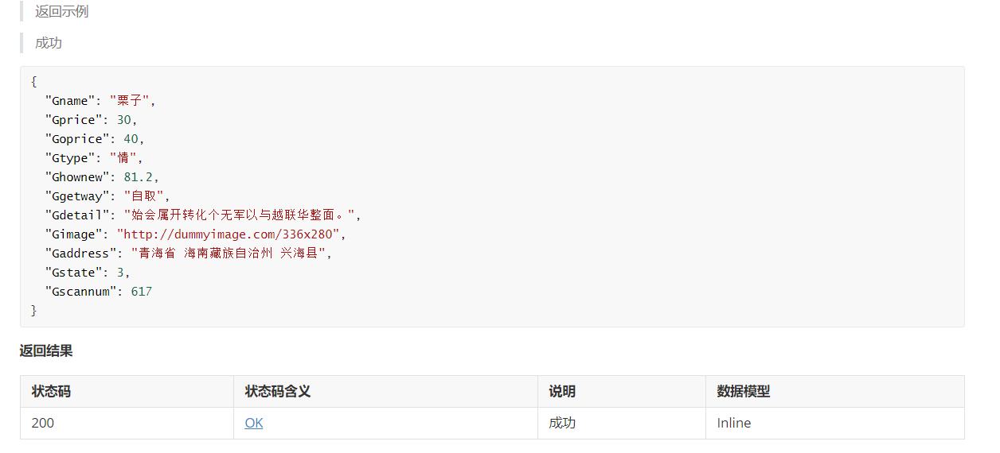 返回示例
成功
{
  "Gname": "栗子",
  "Gprice": 30,
  "Goprice": 40,
  "Gtype": "情",
  "Ghownew": 81.2,
  "Ggetway": "自取",
  "Gdetail": "始会属开转化个无军以与越联华整面。",
  "Gimage": "http://dummyimage.com/336x280",
  "Gaddress": "青海省 海南藏族自治州 兴海县",
  "Gstate": 3,
  "Gscannum": 617
}
返回结果
状态码 状态码含义 说明 数据模型
200 OK 成功 Inline